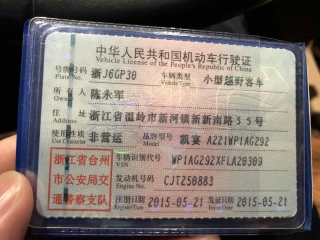 中华人民共和国机动车行驶证
Vehicle License of the People's Republic of China
号牌号码 Plate No. 浙J6GP30 车辆类型 Vehicle Type 小型越野客车
所有人 Owner 陈永军
住址 Address 浙江省温岭市新河镇新新南路35号
使用性质 Use Character 非营运 品牌型号 Model 凯宴 A221WP1AG292
浙江省台州市公安局交通警察支队
车辆识别代号 VIN WP1AG292XFLA20309
发动机号码 Engine No. CJT250883
注册日期 Register Date 2015-05-21 发证日期 Issue Date 2015-05-21